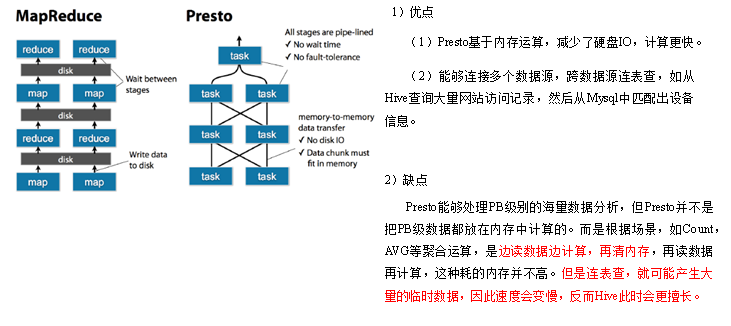 MapReduce
reduce
reduce
disk
Wait between
stages
map
map
disk
reduce
reduce
disk
Write data
to disk
map
map
Presto
All stages are pipe-lined
✓ No wait time
✓ No fault-tolerance
task
task
task
memory-to-memory
data transfer
✓ No disk IO
✓ Data chunk must
fit in memory
task
task
task
task
1）优点
（1）Presto基于内存运算，减少了硬盘IO，计算更快。
（2）能够连接多个数据源，跨数据源连表查，如从
Hive查询大量网站访问记录，然后从Mysql中匹配出设备
信息。
2）缺点
Presto能够处理PB级别的海量数据分析，但Presto并不是
把PB级数据都放在内存中计算的。而是根据场景，如Count，
AVG等聚合运算，是边读数据边计算，再清内存，再读数据
再计算，这种耗的内存并不高。但是连表查，就可能产生大
量的临时数据，因此速度会变慢，反而Hive此时会更擅长。